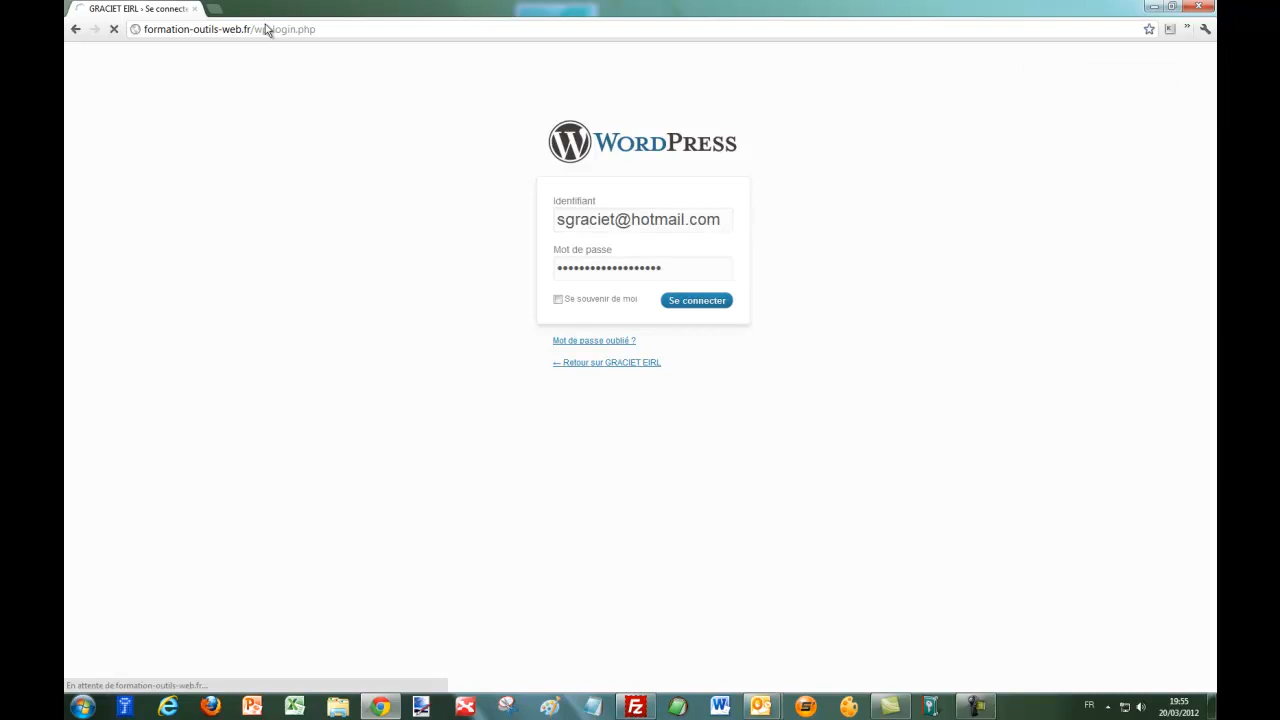 GRACIET EIRL › Se connecte
formation-outils-web.fr/wp-login.php
WORDPRESS
Identifiant
sgraciet@hotmail.com
Mot de passe
•••••••••••••••••••
Se souvenir de moi
Se connecter
Mot de passe oublié ?
← Retour sur GRACIET EIRL
En attente de formation-outils-web.fr...
FR
19:55
20/03/2012